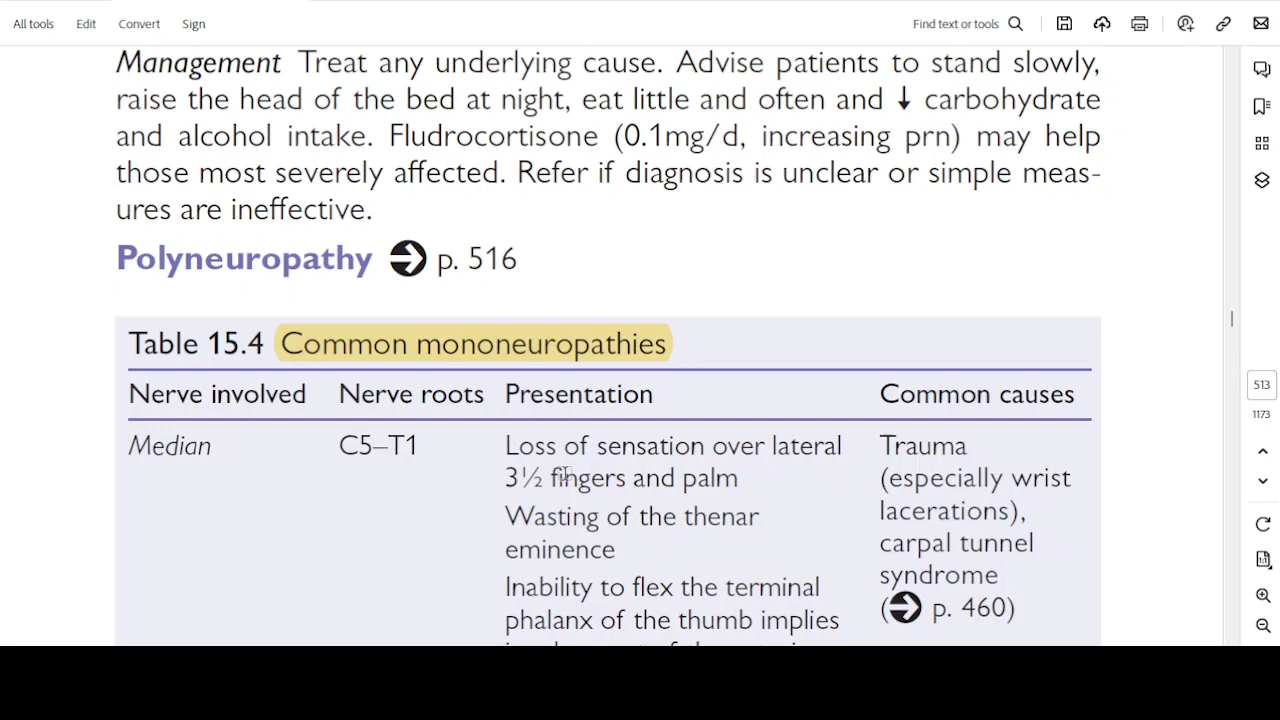 All tools Edit Convert Sign Find text or tools
Management Treat any underlying cause. Advise patients to stand slowly,
raise the head of the bed at night, eat little and often and ↓ carbohydrate
and alcohol intake. Fludrocortisone (0.1mg/d, increasing prn) may help
those most severely affected. Refer if diagnosis is unclear or simple meas-
ures are ineffective.
Polyneuropathy ➔ p. 516
Table 15.4 Common mononeuropathies
Nerve involved Nerve roots Presentation Common causes
Median C5–T1 Loss of sensation over lateral Trauma
3½ fingers and palm (especially wrist
lacerations),
Wasting of the thenar
eminence carpal tunnel
syndrome
Inability to flex the terminal
phalanx of the thumb implies (➔ p. 460)
513
1173